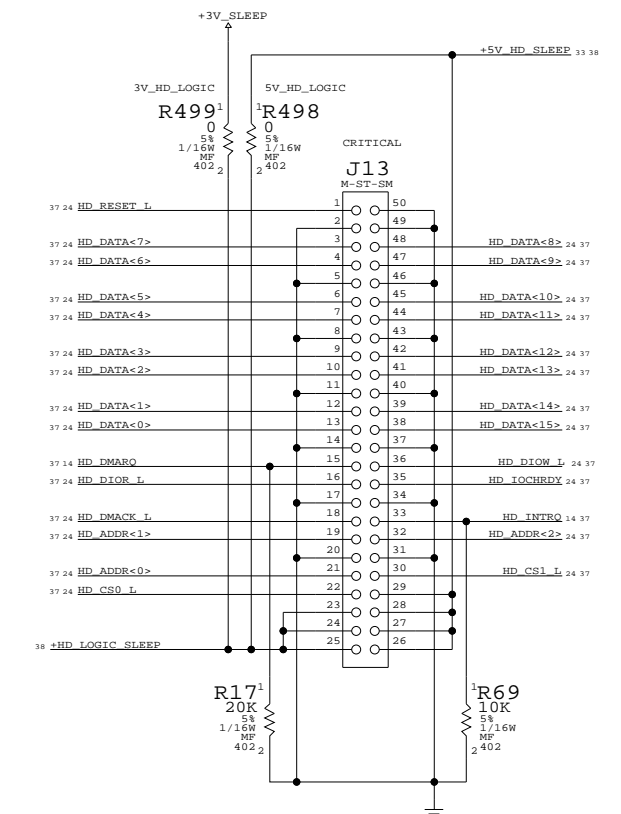 +3V_SLEEP
+5V_HD_SLEEP 33 38
3V_HD_LOGIC 5V_HD_LOGIC
R499 1 1 R498
0 0
5% 5%
1/16W 1/16W
MF MF
402 2 2 402
CRITICAL
J13
M-ST-SM
37 24 HD_RESET_L 1 50
2 49
37 24 HD_DATA<7> 3 48 HD_DATA<8> 24 37
37 24 HD_DATA<6> 4 47 HD_DATA<9> 24 37
5 46
37 24 HD_DATA<5> 6 45 HD_DATA<10> 24 37
37 24 HD_DATA<4> 7 44 HD_DATA<11> 24 37
8 43
37 24 HD_DATA<3> 9 42 HD_DATA<12> 24 37
37 24 HD_DATA<2> 10 41 HD_DATA<13> 24 37
11 40
37 24 HD_DATA<1> 12 39 HD_DATA<14> 24 37
37 24 HD_DATA<0> 13 38 HD_DATA<15> 24 37
14 37
37 14 HD_DMARQ 15 36 HD_DIOW_L 24 37
37 24 HD_DIOR_L 16 35 HD_IOCHRDY 24 37
17 34
37 24 HD_DMACK_L 18 33 HD_INTRQ 14 37
37 24 HD_ADDR<1> 19 32 HD_ADDR<2> 24 37
20 31
37 24 HD_ADDR<0> 21 30 HD_CS1_L 24 37
37 24 HD_CS0_L 22 29
23 28
24 27
38 +HD_LOGIC_SLEEP 25 26
R17 1 1 R69
20K 10K
5% 5%
1/16W 1/16W
MF MF
402 2 2 402